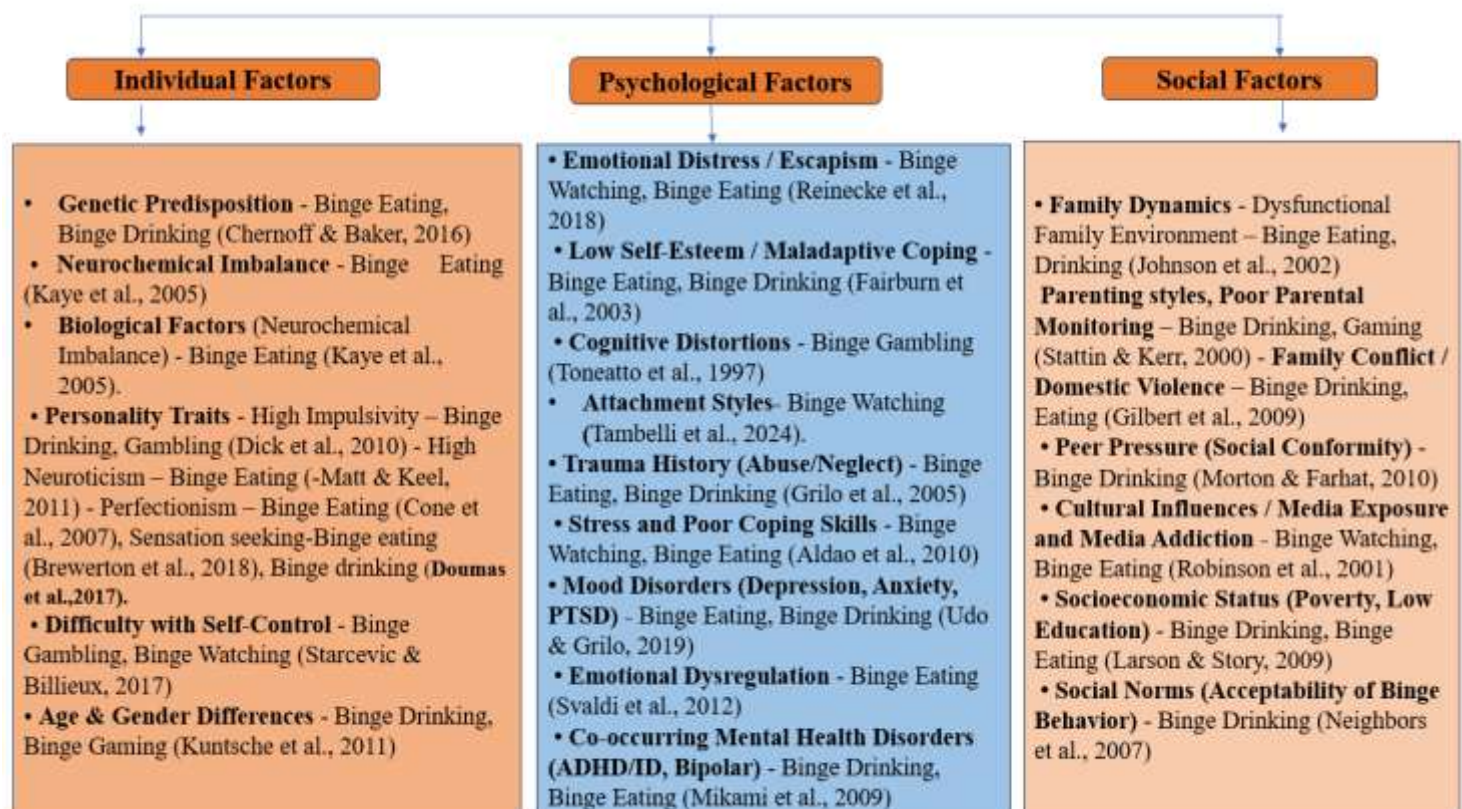 Individual Factors
Psychological Factors
Social Factors
• Genetic Predisposition - Binge Eating,
Binge Drinking (Chernoff & Baker, 2016)
• Neurochemical Imbalance - Binge Eating
(Kaye et al., 2005)
• Biological Factors (Neurochemical
Imbalance) - Binge Eating (Kaye et al.,
2005).
• Personality Traits - High Impulsivity – Binge
Drinking, Gambling (Dick et al., 2010) - High
Neuroticism – Binge Eating (-Matt & Keel,
2011) - Perfectionism – Binge Eating (Cone et
al., 2007), Sensation seeking-Binge eating
(Brewerton et al., 2018), Binge drinking (Doumas
et al.,2017).
• Difficulty with Self-Control - Binge
Gambling, Binge Watching (Starcevic &
Billieux, 2017)
• Age & Gender Differences - Binge Drinking,
Binge Gaming (Kuntsche et al., 2011)
• Emotional Distress / Escapism - Binge
Watching, Binge Eating (Reinecke et al.,
2018)
• Low Self-Esteem / Maladaptive Coping -
Binge Eating, Binge Drinking (Fairburn et
al., 2003)
• Cognitive Distortions - Binge Gambling
(Toneatto et al., 1997)
• Attachment Styles- Binge Watching
(Tambelli et al., 2024).
• Trauma History (Abuse/Neglect) - Binge
Eating, Binge Drinking (Grilo et al., 2005)
• Stress and Poor Coping Skills - Binge
Watching, Binge Eating (Aldao et al., 2010)
• Mood Disorders (Depression, Anxiety,
PTSD) - Binge Eating, Binge Drinking (Udo
& Grilo, 2019)
• Emotional Dysregulation - Binge Eating
(Svaldi et al., 2012)
• Co-occurring Mental Health Disorders
(ADHD/ID, Bipolar) - Binge Drinking,
Binge Eating (Mikami et al., 2009)
• Family Dynamics - Dysfunctional
Family Environment – Binge Eating,
Drinking (Johnson et al., 2002)
Parenting styles, Poor Parental
Monitoring – Binge Drinking, Gaming
(Stattin & Kerr, 2000) - Family Conflict /
Domestic Violence – Binge Drinking,
Eating (Gilbert et al., 2009)
• Peer Pressure (Social Conformity) -
Binge Drinking (Morton & Farhat, 2010)
• Cultural Influences / Media Exposure
and Media Addiction - Binge Watching,
Binge Eating (Robinson et al., 2001)
• Socioeconomic Status (Poverty, Low
Education) - Binge Drinking, Binge
Eating (Larson & Story, 2009)
• Social Norms (Acceptability of Binge
Behavior) - Binge Drinking (Neighbors
et al., 2007)